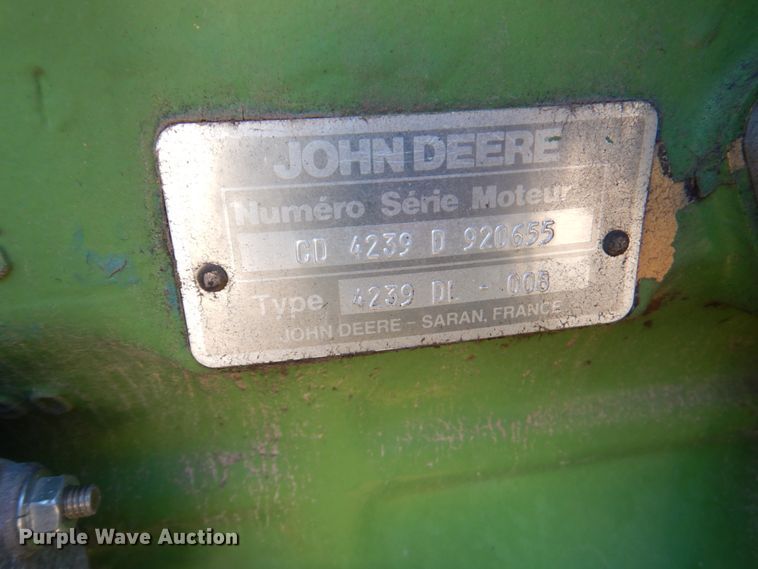 JOHN DEERE
Numéro Série Moteur
CD 4239 D 920655
Type 4239 DL - 008
JOHN DEERE – SARAN, FRANCE
Purple Wave Auction